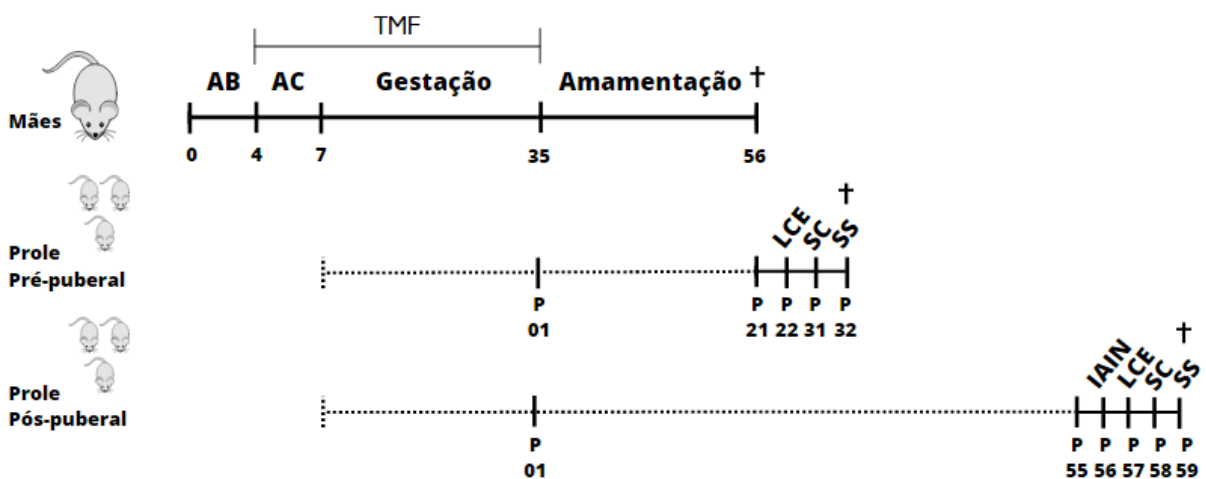 TMF
AB AC Gestação Amamentação †
Mães
0 4 7 35 56
LCE SC SS †
Prole
Pré-puberal
P P P P P
01 21 22 31 32
IAIN LCE SC SS †
Prole
Pós-puberal
P P P P P P
01 55 56 57 58 59